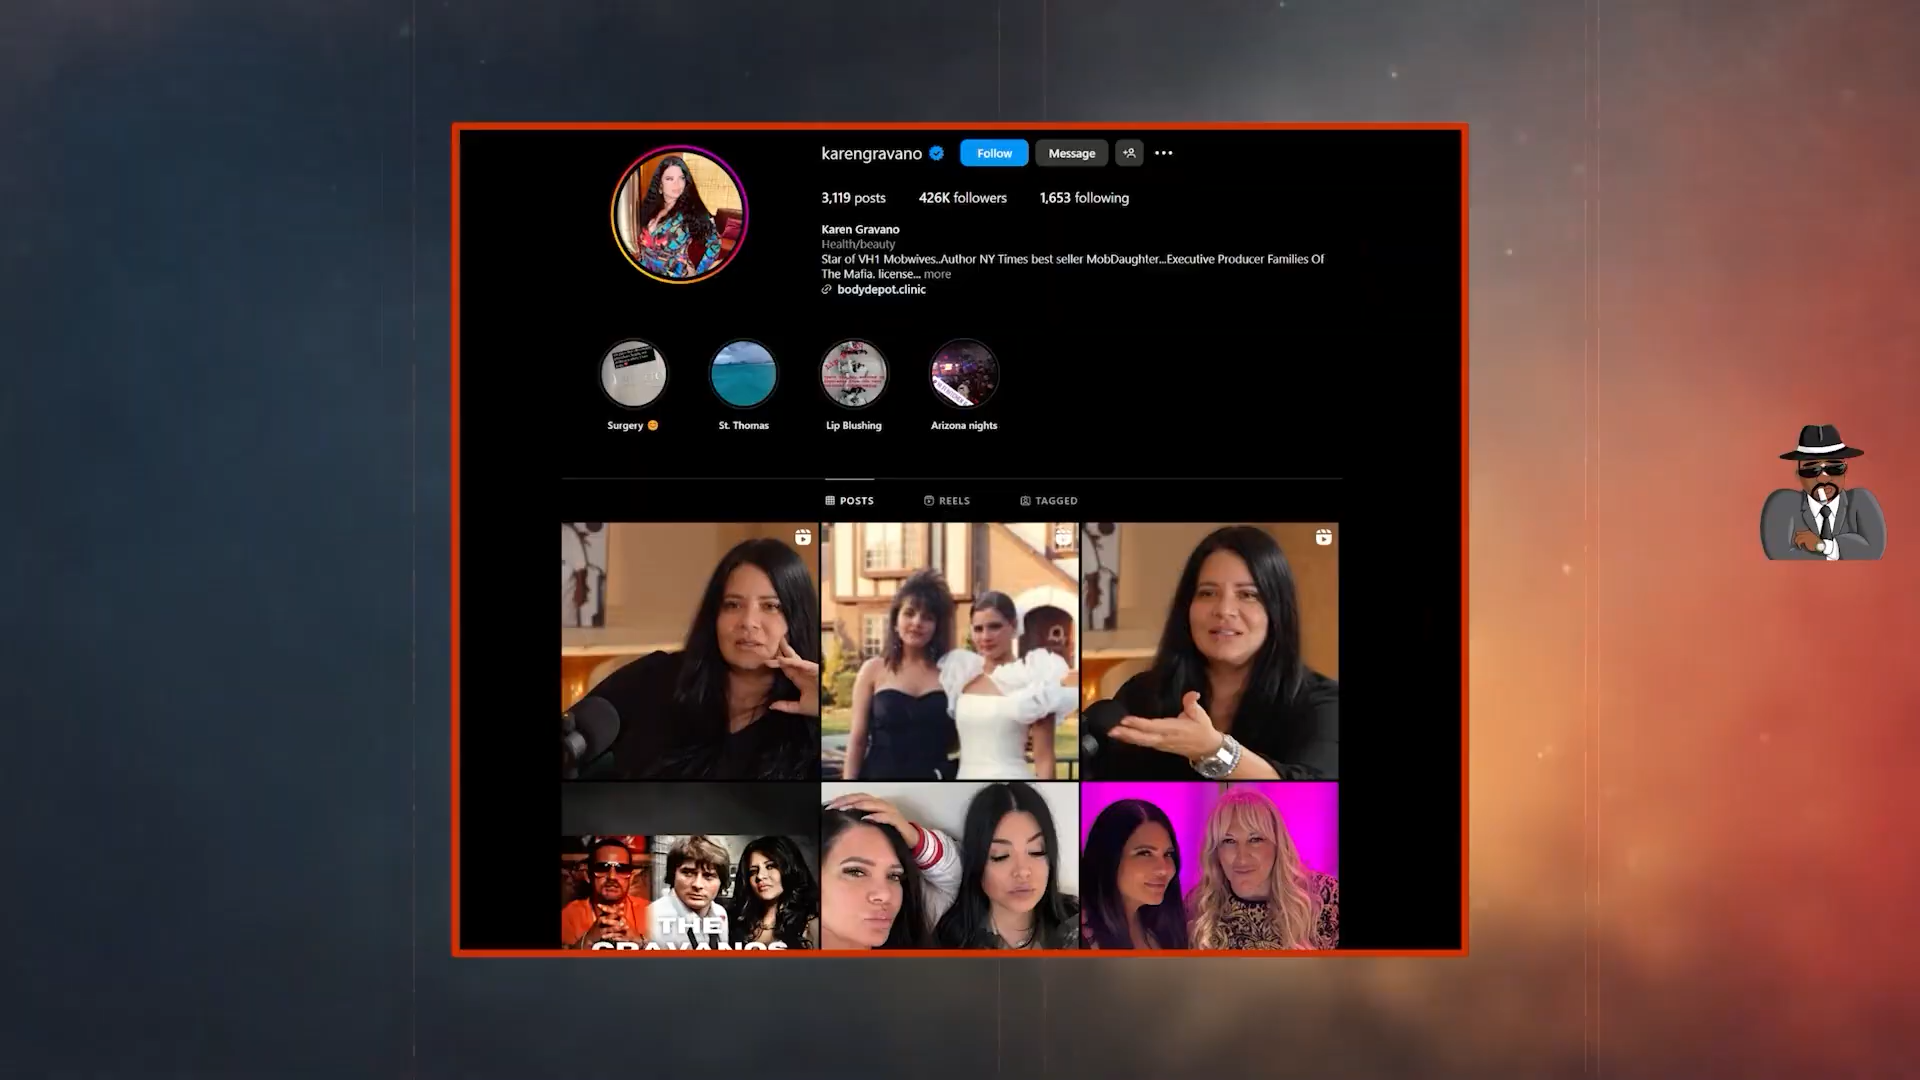 karengravano Follow Message
3,119 posts 426K followers 1,653 following
Karen Gravano
Health/beauty
Star of VH1 Mobwives..Author NY Times best seller MobDaughter...Executive Producer Families Of
The Mafia. license... more
bodydepot.clinic
Surgery 😊 St. Thomas Lip Blushing Arizona nights
POSTS REELS TAGGED
THE
GRAVANOS